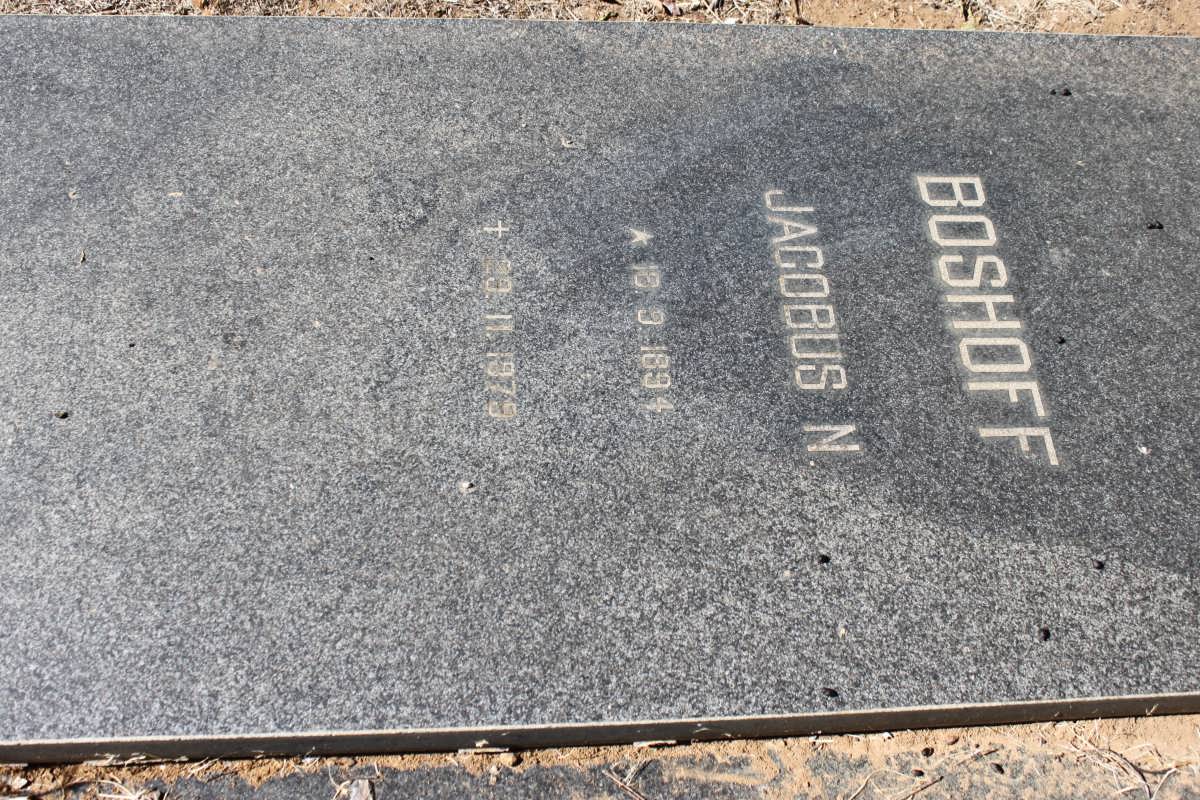 BOSHOFF
JACOBUS N.
★ 18 9 1894
+ 29. 11. 1979